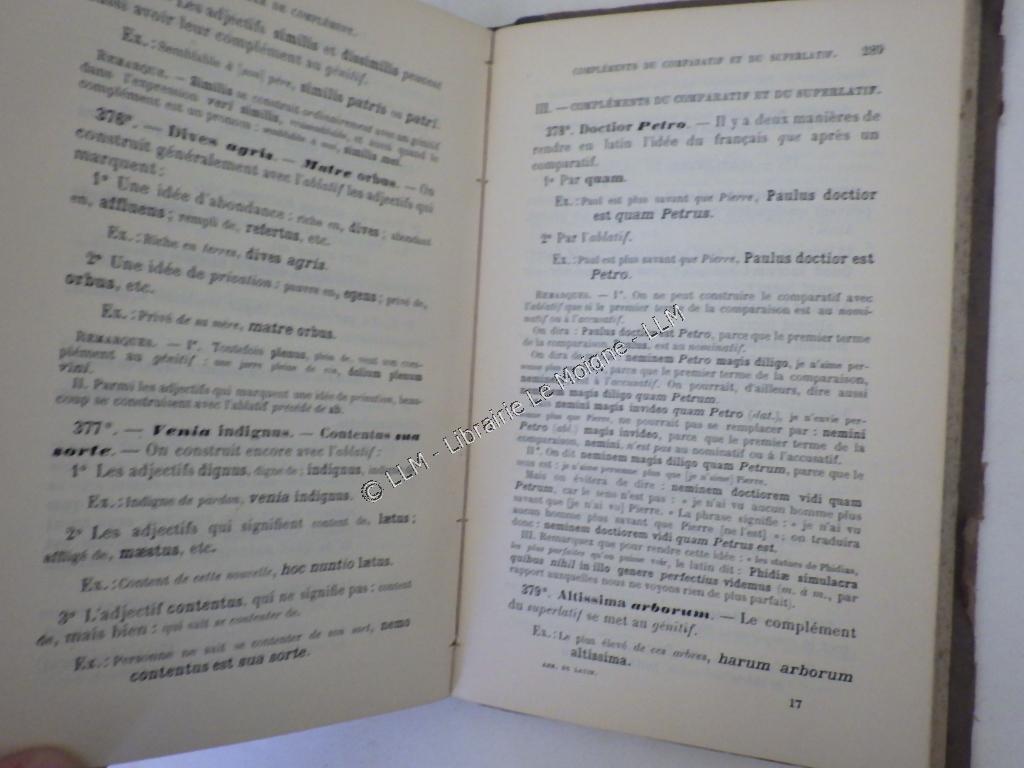 DE COMPLÉMENT.
Les adjectifs similis et dissimilis peuvent
aussi avoir leur complément au génitif.
Ex.: Semblable à [son] père, similis patris ou patri.
REMARQUE. — Similis se construit ordinairement avec un génitif
dans l'expression veri similis, vraisemblable, et aussi quand le
complément est un pronom : semblable à moi, similis mei.
376*. — Dives agris. — Matre orbus. — On
construit généralement avec l'ablatif les adjectifs qui
marquent :
1° Une idée d'abondance : riche en, dives; abondant
en, affluens; rempli de, refertus, etc.
Ex.: Riche en terres, dives agris.
2° Une idée de privation : pauvre en, egens; privé de,
orbus, etc.
Ex.: Privé de sa mère, matre orbus.
REMARQUES. — I°. Toutefois plenus, plein de, veut son com-
plément au génitif : une jarre pleine de vin, dolium plenum
vini.
II. Parmi les adjectifs qui marquent une idée de privation, beau-
coup se construisent avec l'ablatif précédé de ab.
377*. — Venia indignus. — Contentus sua
sorte. — On construit encore avec l'ablatif :
1° Les adjectifs dignus, digne de; indignus,
Ex.: Indigne de pardon, venia indignus.
2° Les adjectifs qui signifient content de, lætus;
affligé de, mæstus, etc.
Ex.: Content de cette nouvelle, hoc nuntio lætus.
3° L'adjectif contentus, qui ne signifie pas : content
de, mais bien : qui sait se contenter de.
Ex.: Personne ne sait se contenter de son sort, nemo
contentus est sua sorte.
COMPLÉMENTS DU COMPARATIF ET DU SUPERLATIF. 289
III. — COMPLÉMENTS DU COMPARATIF ET DU SUPERLATIF.
378*. Doctior Petro. — Il y a deux manières de
rendre en latin l'idée du français que après un
comparatif.
1° Par quam.
Ex.: Paul est plus savant que Pierre, Paulus doctior
est quam Petrus.
2° Par l'ablatif.
Ex.: Paul est plus savant que Pierre, Paulus doctior est
Petro.
REMARQUES. — I°. On ne peut construire le comparatif avec
l'ablatif que si le premier terme de la comparaison est au nomi-
natif ou à l'accusatif.
On dira : Paulus doctior est Petro, parce que le premier terme
de la comparaison, Paulus, est au nominatif.
On dira de même neminem Petro magis diligo, je n'aime per-
sonne parce que le premier terme de la comparaison,
neminem à l'accusatif. On pourrait, d'ailleurs, dire aussi
neminem magis diligo quam Petrum.
nemini magis invideo quam Petro (dat.), je n'envie per-
sonne plus que Pierre, ne pourrait pas se remplacer par : nemini
Petro (abl.) magis invideo, parce que le premier terme de la
comparaison, nemini, n'est pas au nominatif ou à l'accusatif.
II°. On dit neminem magis diligo quam Petrum, parce que le
sens est : je n'aime personne plus que [je n'aime] Pierre.
Mais on évitera de dire : neminem doctiorem vidi quam
Petrum, car le sens n'est pas : « je n'ai vu aucun homme plus
savant que [je n'ai vu] Pierre. » La phrase signifie : « je n'ai vu
aucun homme plus savant que Pierre [ne l'est] »; on traduira
donc : neminem doctiorem vidi quam Petrus est.
III. Remarquez que pour rendre cette idée : les statues de Phidias,
les plus parfaites qu'on puisse voir, le latin dit : Phidiæ simulacra
quibus nihil in illo genere perfectius videmus (m. à m., par
rapport auxquelles nous ne voyons rien de plus parfait).
379*. Altissima arborum. — Le complément
du superlatif se met au génitif.
Ex.: Le plus élevé de ces arbres, harum arborum
altissima.
GRR. DE LATIN.
17
© LLM - Librairie Le Moigne - LLM